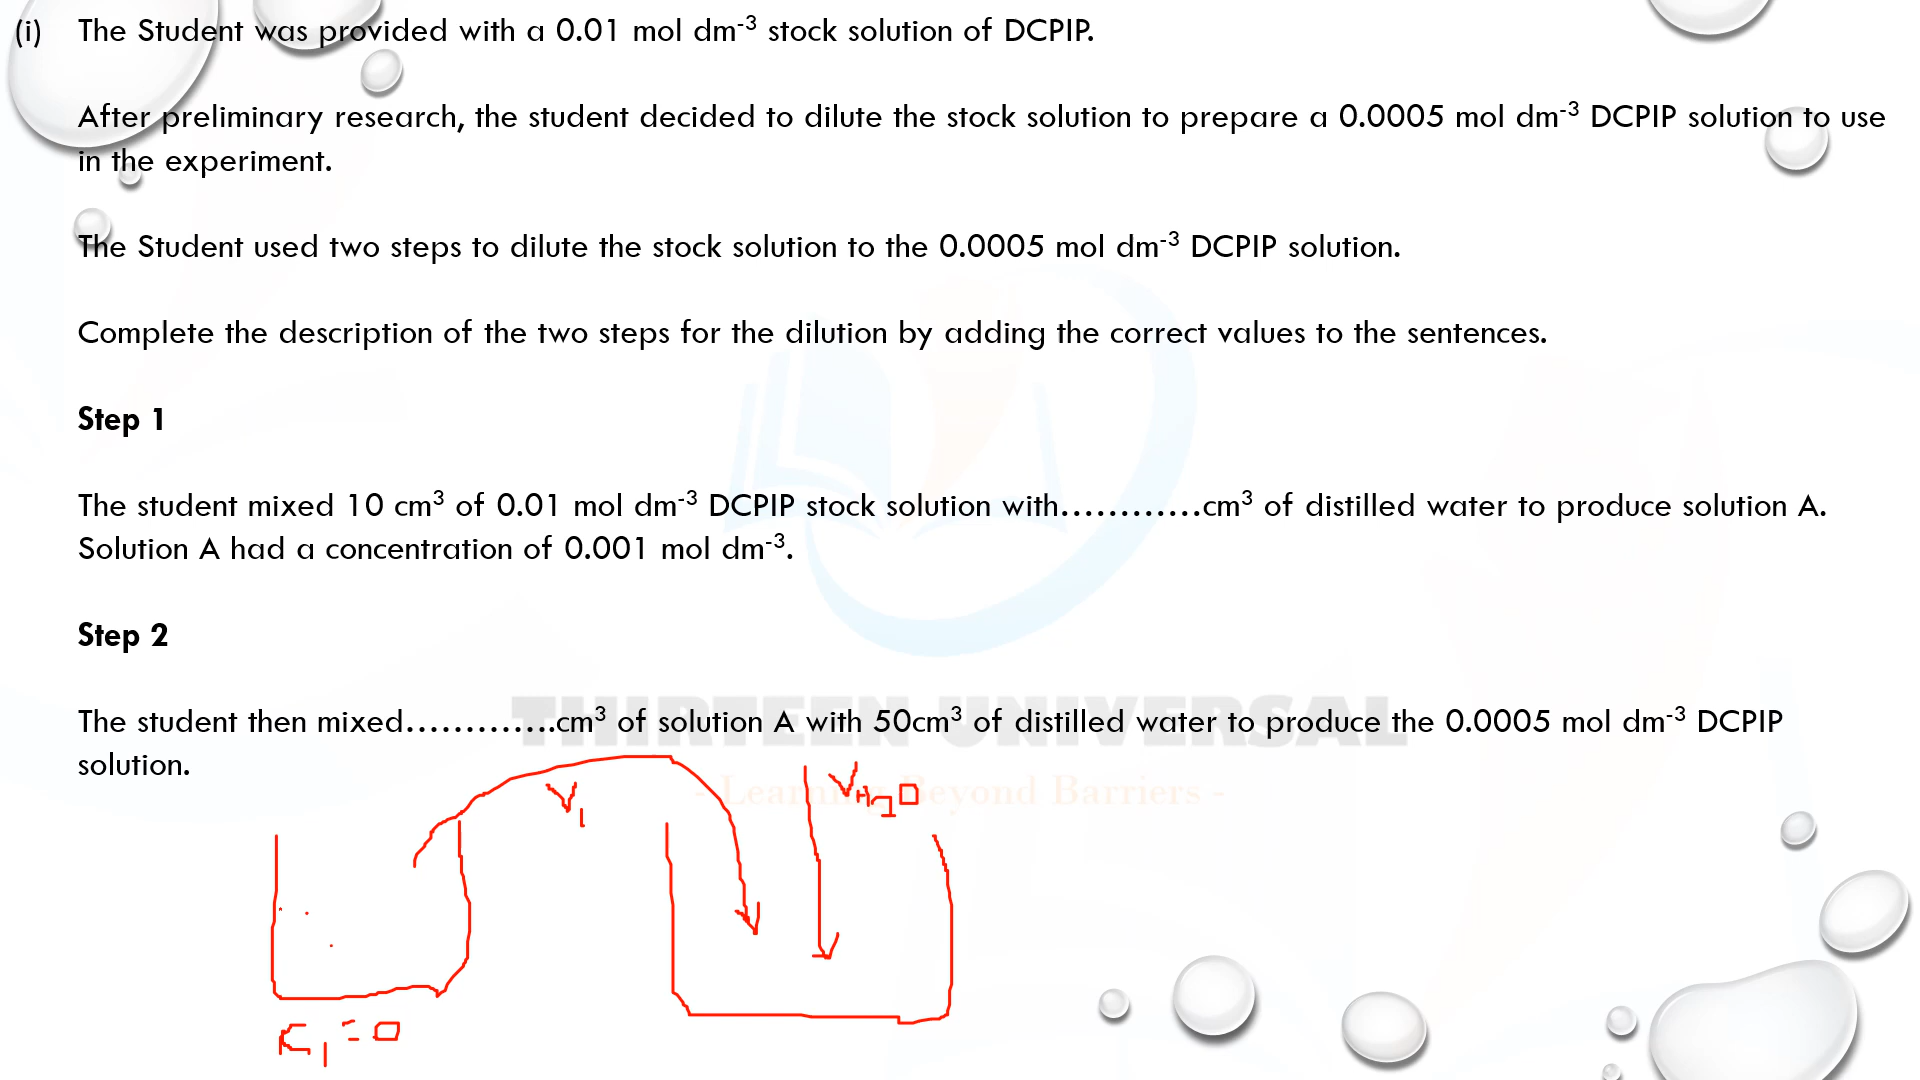 (i) The Student was provided with a 0.01 mol dm⁻³ stock solution of DCPIP.
After preliminary research, the student decided to dilute the stock solution to prepare a 0.0005 mol dm⁻³ DCPIP solution to use
in the experiment.
The Student used two steps to dilute the stock solution to the 0.0005 mol dm⁻³ DCPIP solution.
Complete the description of the two steps for the dilution by adding the correct values to the sentences.
Step 1
The student mixed 10 cm³ of 0.01 mol dm⁻³ DCPIP stock solution with…………cm³ of distilled water to produce solution A.
Solution A had a concentration of 0.001 mol dm⁻³.
Step 2
The student then mixed…………..cm³ of solution A with 50cm³ of distilled water to produce the 0.0005 mol dm⁻³ DCPIP
solution.
THIRTEEN UNIVERSAL
- Learning Beyond Barriers -
V₁
V H₂O
C₁ = 0